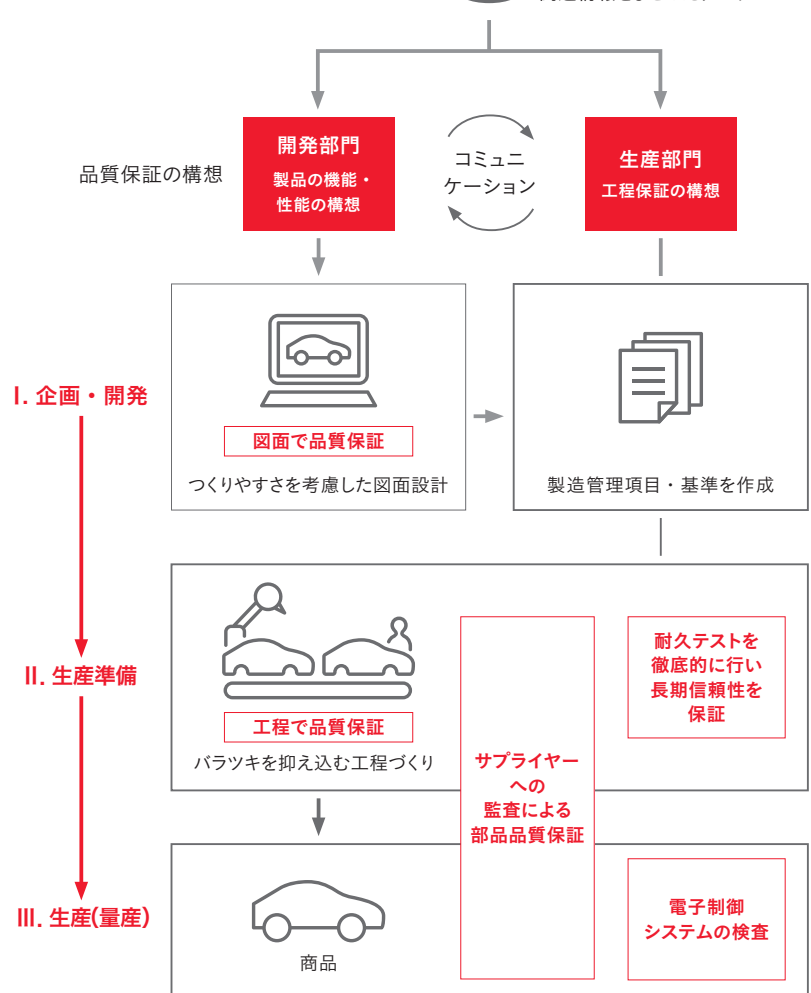 品質保証の構想
開発部門
製品の機能・
性能の構想
コミュニ
ケーション
生産部門
工程保証の構想
I. 企画・開発
図面で品質保証
つくりやすさを考慮した図面設計
製造管理項目・基準を作成
II. 生産準備
工程で品質保証
バラツキを抑え込む工程づくり
サプライヤー
への
監査による
部品品質保証
耐久テストを
徹底的に行い
長期信頼性を
保証
III. 生産(量産)
商品
電子制御
システムの検査